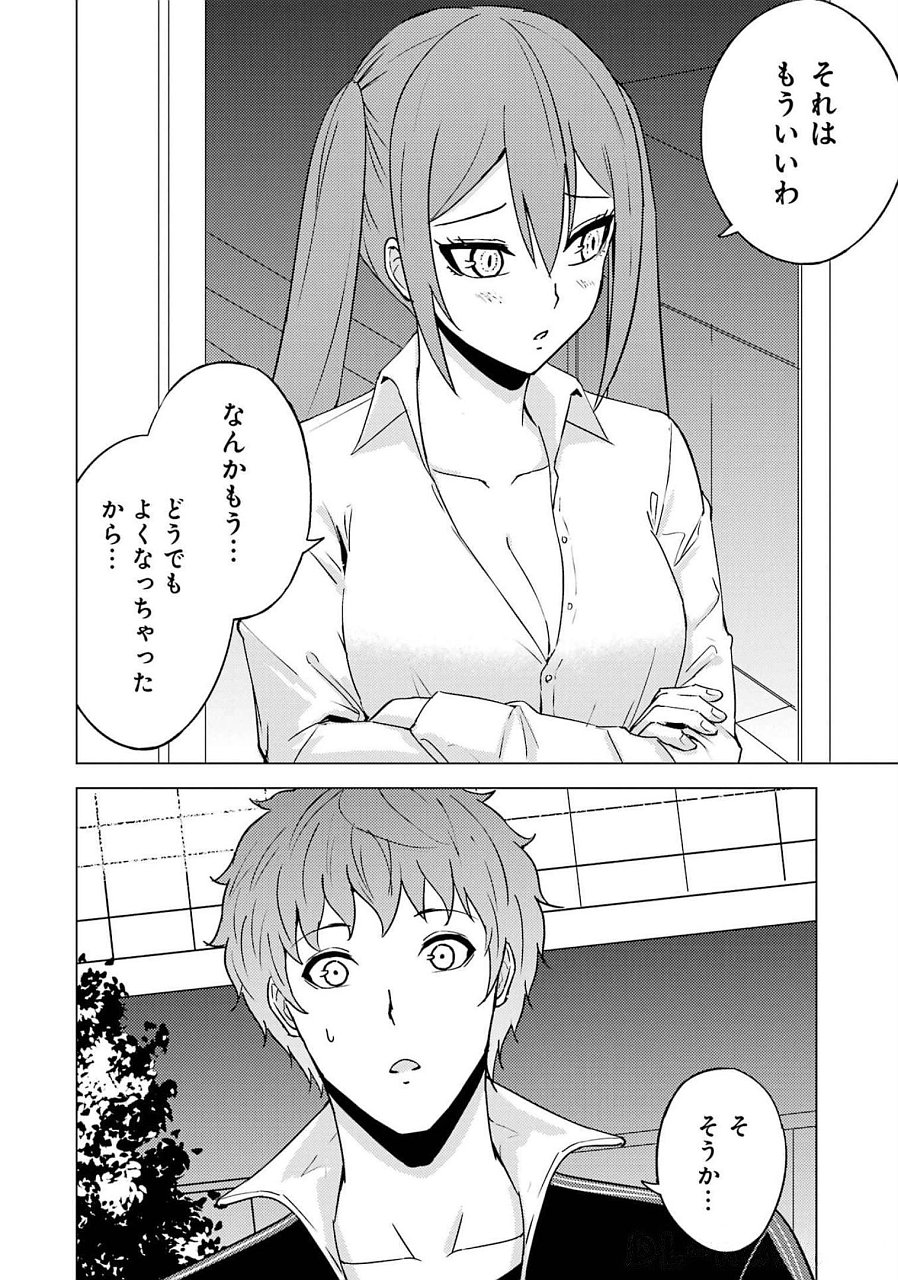 それは
もういいわ
なんかもう…
どうでも
よくなっちゃった
から…
そ
そうか…